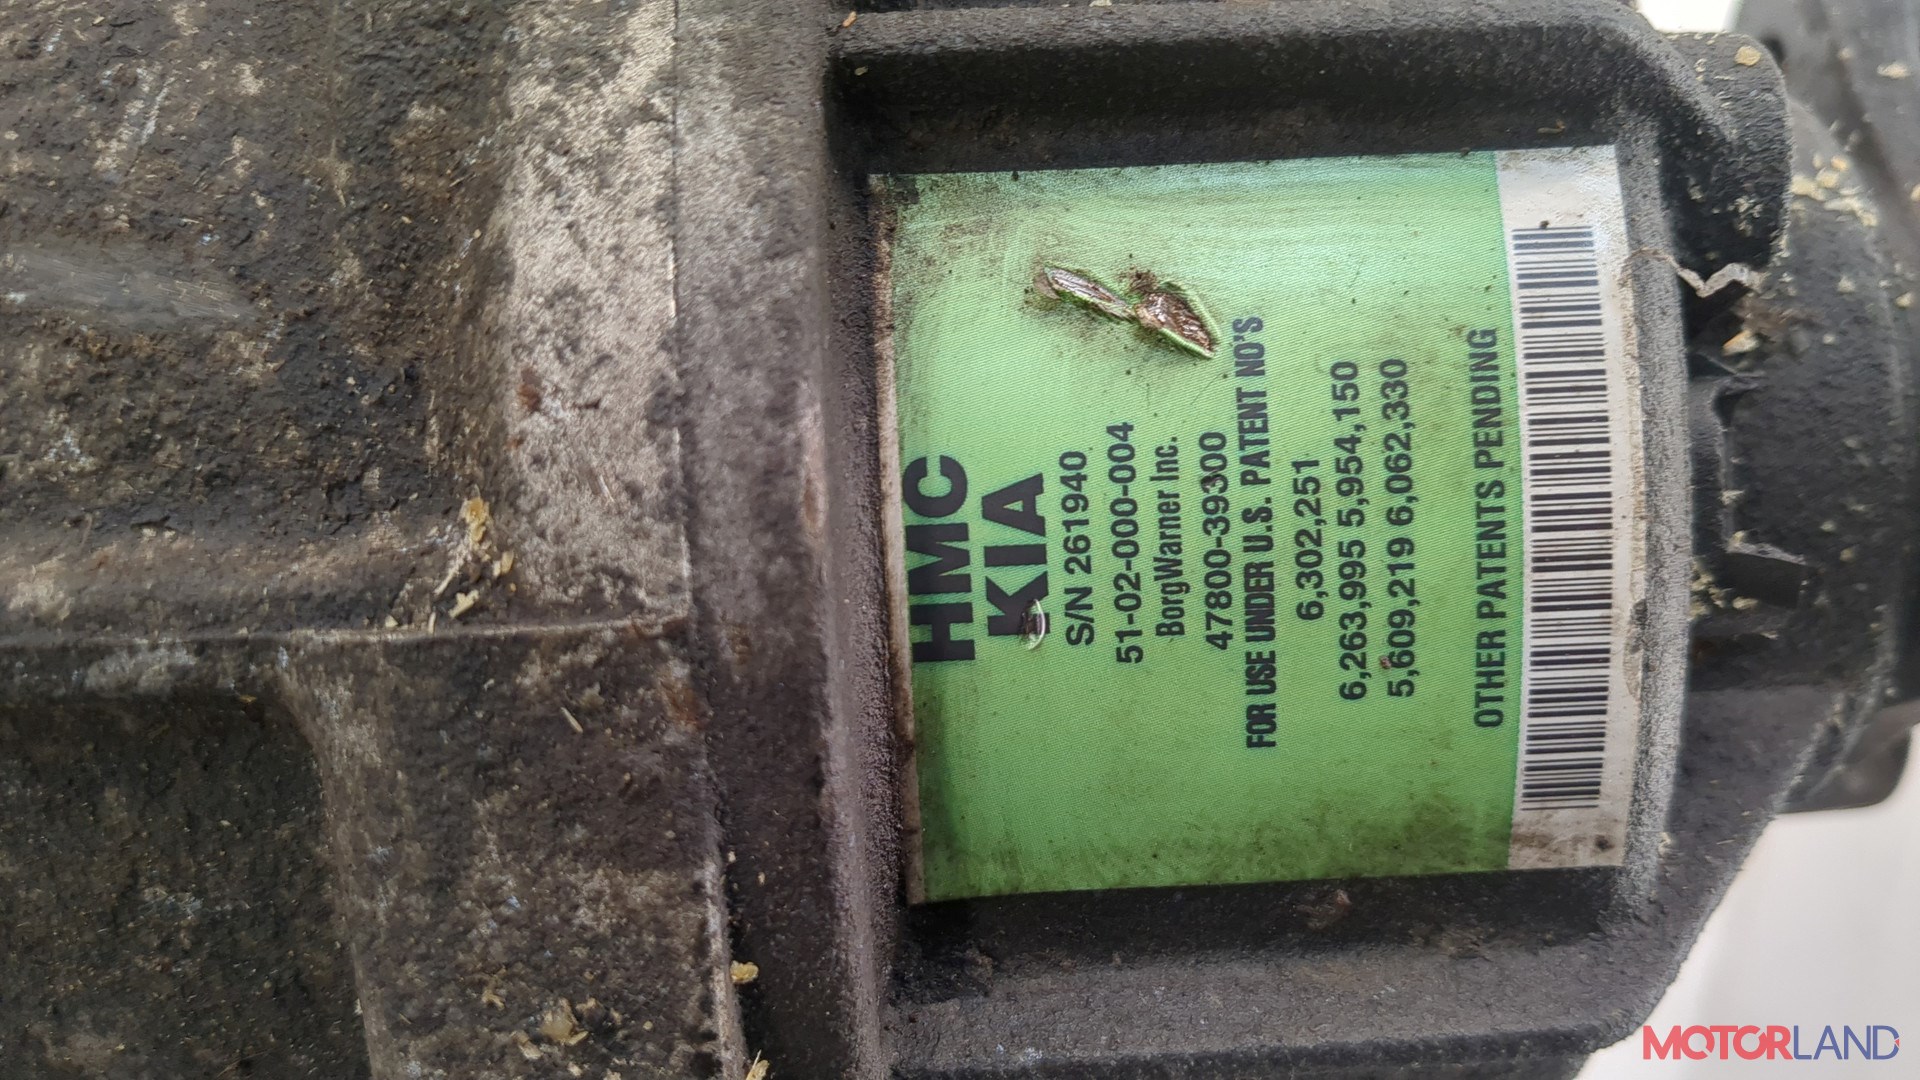 HMC
KIA
S/N 261940
51-02-000-004
BorgWarner Inc.
47800-39300
FOR USE UNDER U.S. PATENT NO'S
6,302,251
6,263,995 5,954,150
5,609,219 6,062,330
OTHER PATENTS PENDING
MOTORLAND